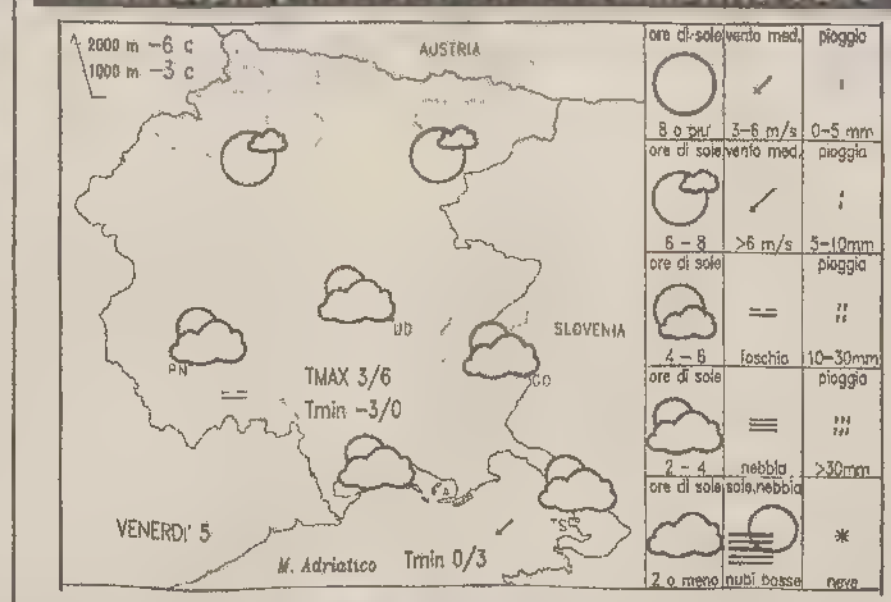 2000 m -6 c
1000 m -3 c
AUSTRIA
UD
SLOVENIA
PN
GO
TMAX 3/6
Tmin -3/0
TS
VENERDI' 5
M. Adriatico
Tmin 0/3
ore di sole vento med. pioggia
8 o piu' 3-6 m/s 0-5 mm
ore di sole vento med. pioggia
6 - 8 >6 m/s 5-10mm
ore di sole pioggia
4 - 6 foschia 10-30mm
ore di sole pioggia
2 - 4 nebbia >30mm
ore di sole sole,nebbia
2 o meno nubi basse neve